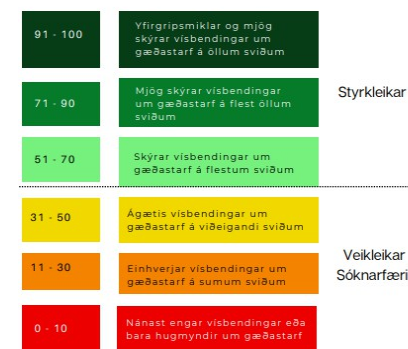 91 - 100
Yfirgripsmiklar og mjög
skýrar vísbendingar um
gæðastarf á öllum sviðum
71 - 90
Mjög skýrar vísbendingar
um gæðastarf á flest öllum
sviðum
Styrkleikar
51 - 70
Skýrar vísbendingar um
gæðastarf á flestum sviðum
31 - 50
Ágætis vísbendingar um
gæðastarf á viðeigandi sviðum
Veikleikar
Sóknarfæri
11 - 30
Einhverjar vísbendingar um
gæðastarf á sumum sviðum
0 - 10
Nánast engar vísbendingar eða
bara hugmyndir um gæðastarf